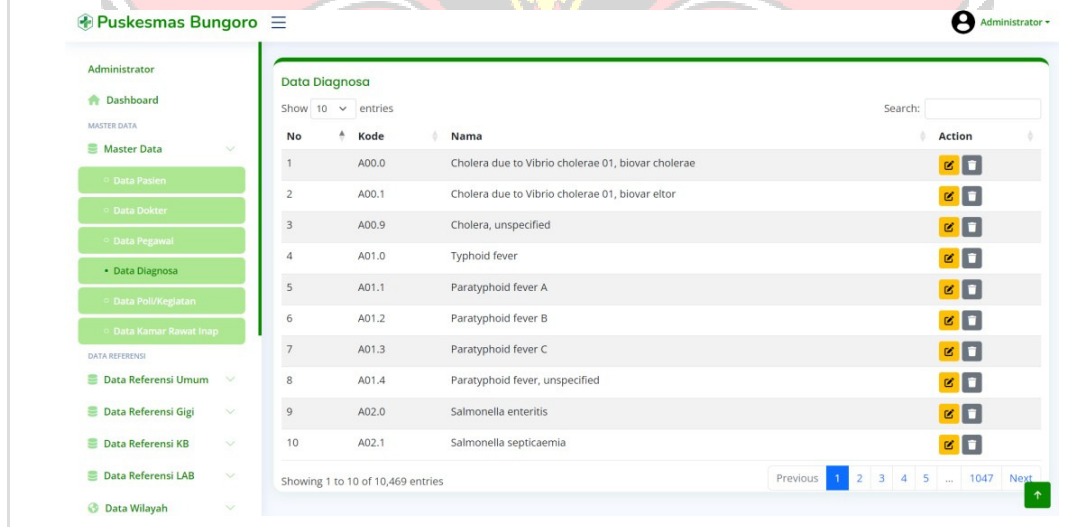 Puskesmas Bungoro
Administrator
Administrator
Dashboard
MASTER DATA
Master Data
Data Pasien
Data Dokter
Data Pegawai
Data Diagnosa
Data Poli/Kegiatan
Data Kamar Rawat Inap
DATA REFERENSI
Data Referensi Umum
Data Referensi Gigi
Data Referensi KB
Data Referensi LAB
Data Wilayah
Data Diagnosa
Show 10 entries Search:
No Kode Nama Action
1 A00.0 Cholera due to Vibrio cholerae 01, biovar cholerae
2 A00.1 Cholera due to Vibrio cholerae 01, biovar eltor
3 A00.9 Cholera, unspecified
4 A01.0 Typhoid fever
5 A01.1 Paratyphoid fever A
6 A01.2 Paratyphoid fever B
7 A01.3 Paratyphoid fever C
8 A01.4 Paratyphoid fever, unspecified
9 A02.0 Salmonella enteritis
10 A02.1 Salmonella septicaemia
Showing 1 to 10 of 10,469 entries Previous 1 2 3 4 5 ... 1047 Next